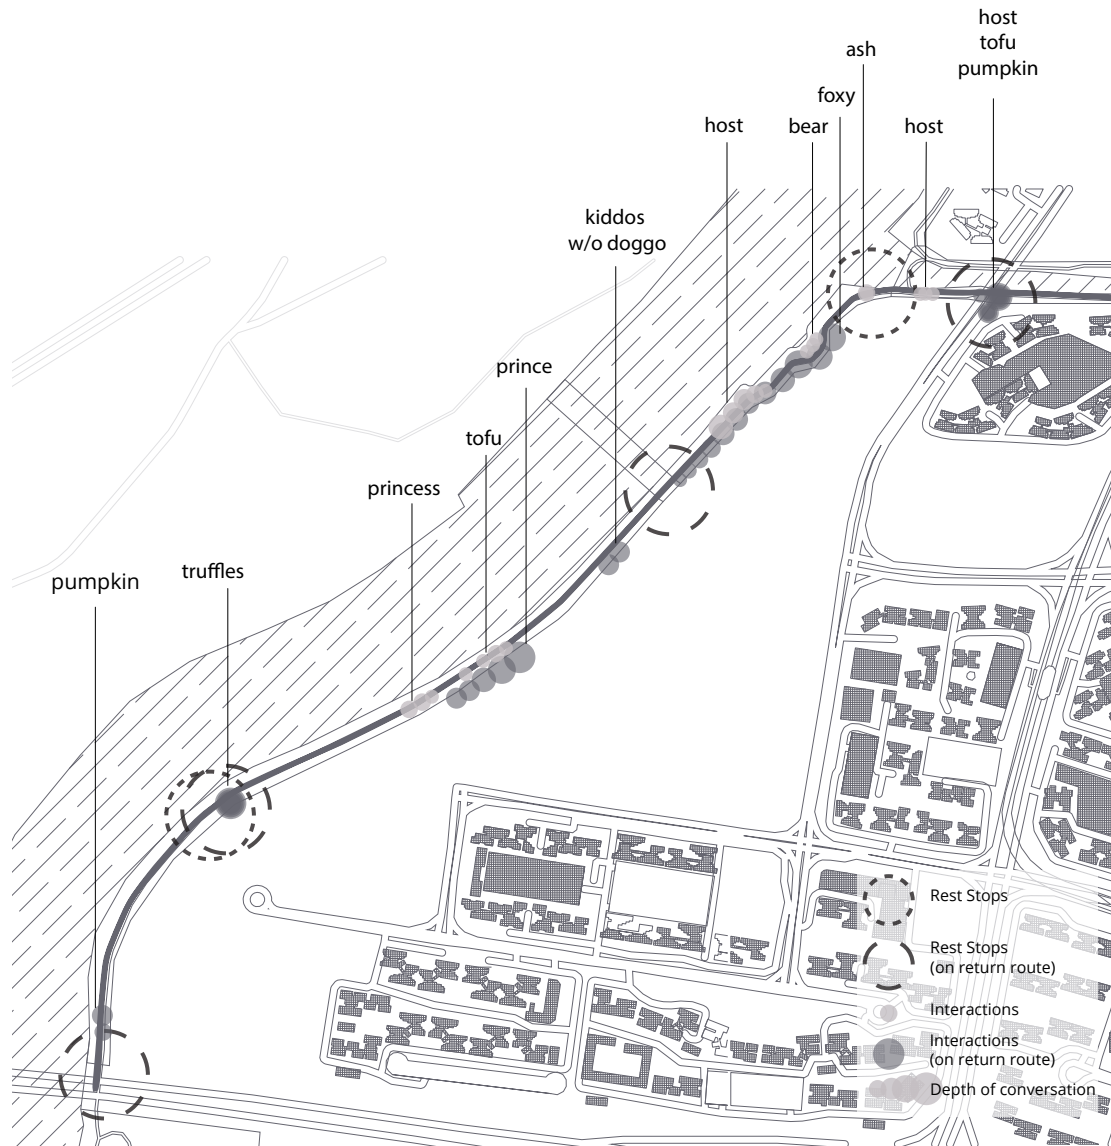 host
tofu
pumpkin
ash
foxy
host
bear
host
kiddos
w/o doggo
prince
tofu
princess
truffles
pumpkin
Rest Stops
Rest Stops
(on return route)
Interactions
Interactions
(on return route)
Depth of conversation